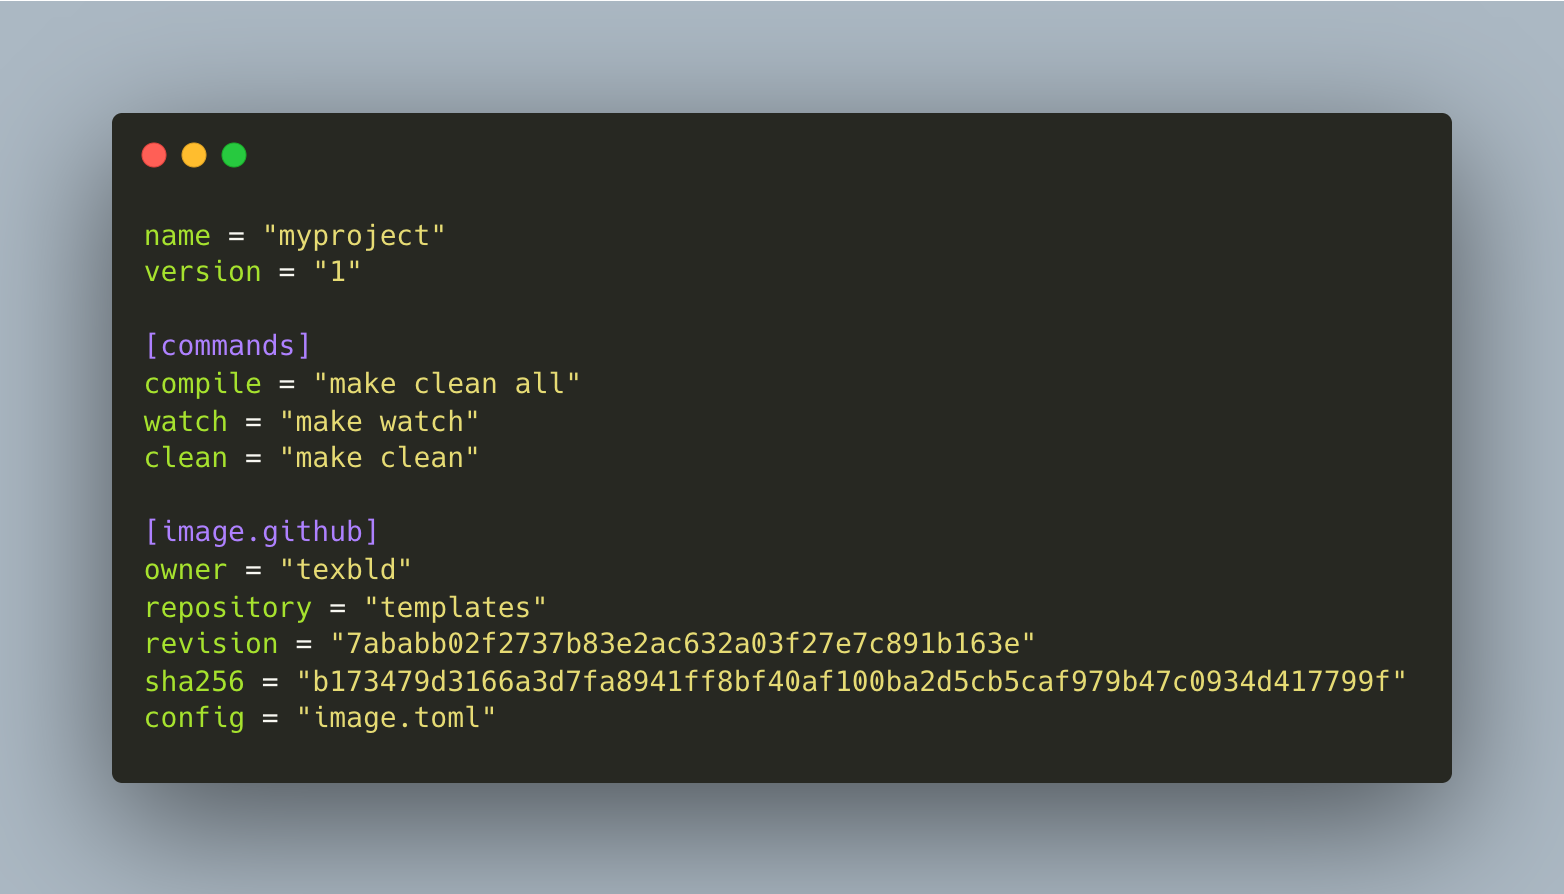 name = "myproject"
version = "1"
[commands]
compile = "make clean all"
watch = "make watch"
clean = "make clean"
[image.github]
owner = "texbld"
repository = "templates"
revision = "7ababb02f2737b83e2ac632a03f27e7c891b163e"
sha256 = "b173479d3166a3d7fa8941ff8bf40af100ba2d5cb5caf979b47c0934d417799f"
config = "image.toml"